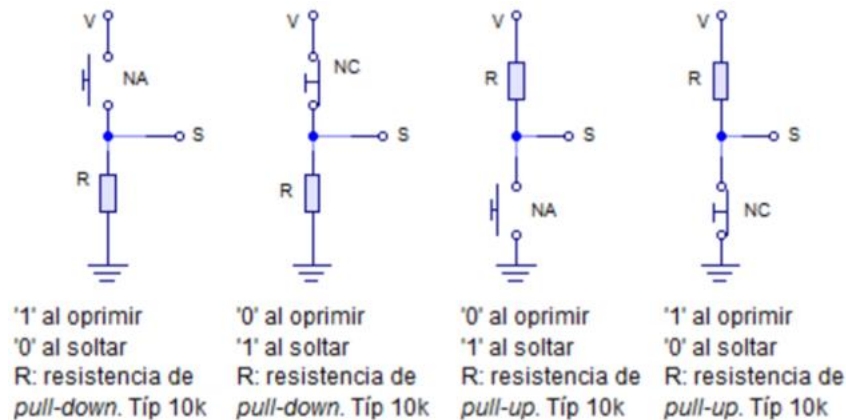 V
NA
S
R
'1' al oprimir
'0' al soltar
R: resistencia de
pull-down. Típ 10k
V
NC
S
R
'0' al oprimir
'1' al soltar
R: resistencia de
pull-down. Típ 10k
V
R
S
NA
'0' al oprimir
'1' al soltar
R: resistencia de
pull-up. Típ 10k
V
R
S
NC
'1' al oprimir
'0' al soltar
R: resistencia de
pull-up. Típ 10k